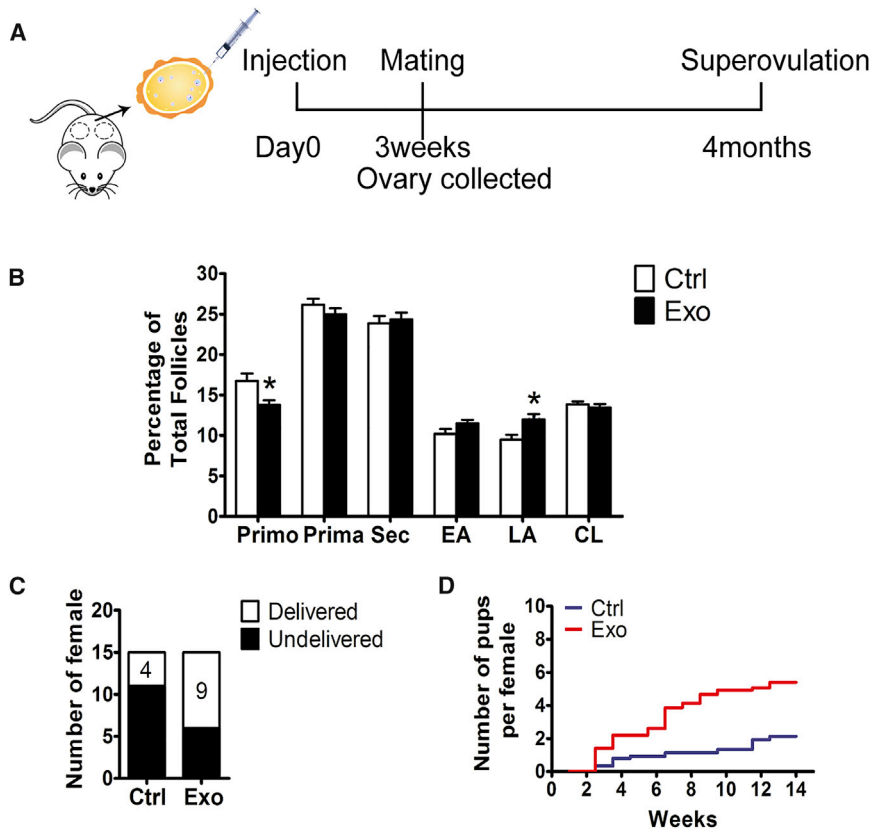 A
Injection Mating Superovulation
Day0 3weeks 4months
Ovary collected
B
Percentage of
Total Follicles
30
25
20
15
10
5
0
* *
Primo Prima Sec EA LA CL
Ctrl
Exo
C
Number of female
20
15
10
5
0
4 9
Ctrl Exo
Delivered
Undelivered
D
Number of pups
per female
10
8
6
4
2
0
Ctrl
Exo
0 2 4 6 8 10 12 14
Weeks